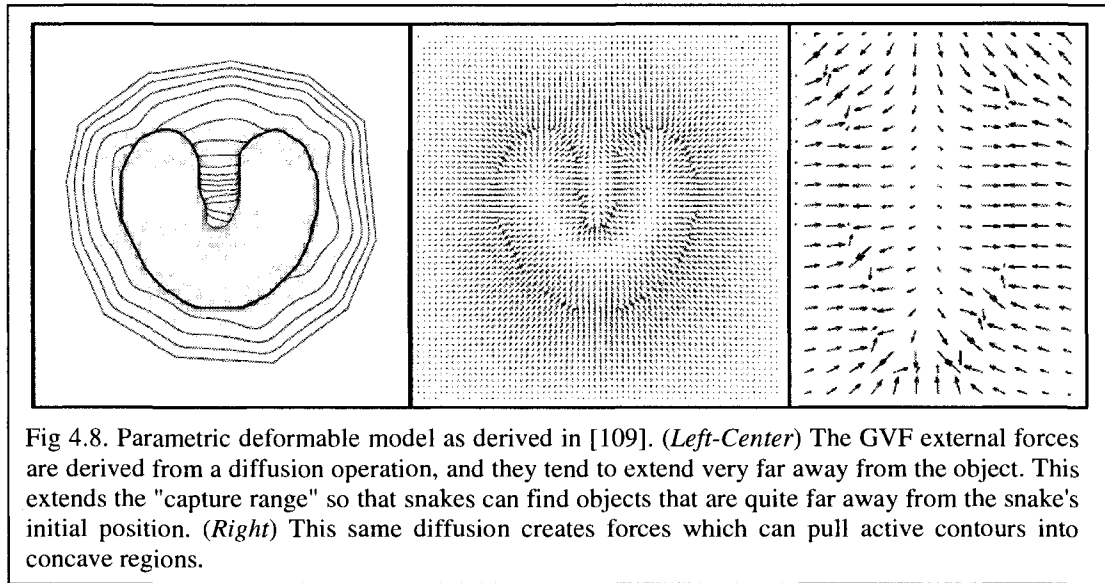 Fig 4.8. Parametric deformable model as derived in [109]. (Left-Center) The GVF external forces
are derived from a diffusion operation, and they tend to extend very far away from the object. This
extends the "capture range" so that snakes can find objects that are quite far away from the snake's
initial position. (Right) This same diffusion creates forces which can pull active contours into
concave regions.